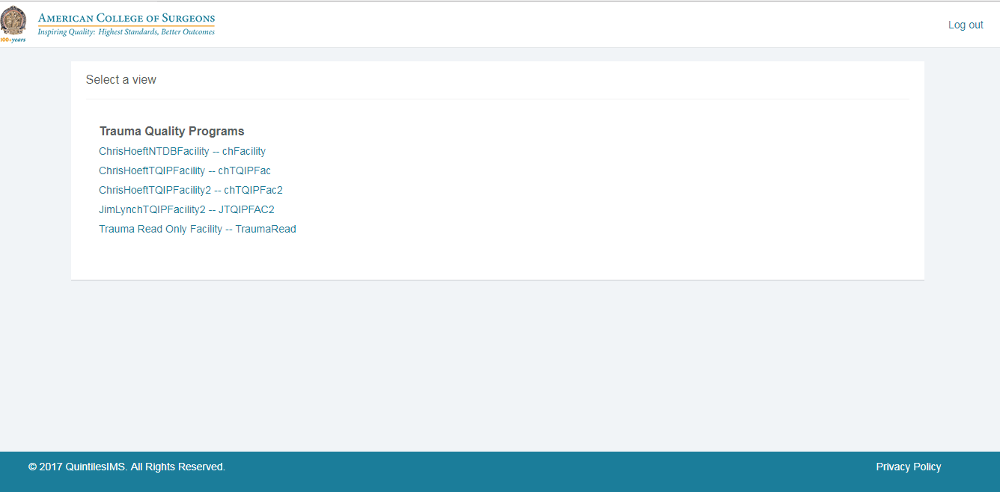 AMERICAN COLLEGE OF SURGEONS
Inspiring Quality: Highest Standards, Better Outcomes
100+years
Log out
Select a view
Trauma Quality Programs
ChrisHoeftNTDBFacility -- chFacility
ChrisHoeftTQIPFacility -- chTQIPFac
ChrisHoeftTQIPFacility2 -- chTQIPFac2
JimLynchTQIPFacility2 -- JTQIPFAC2
Trauma Read Only Facility -- TraumaRead
© 2017 QuintilesIMS. All Rights Reserved.
Privacy Policy